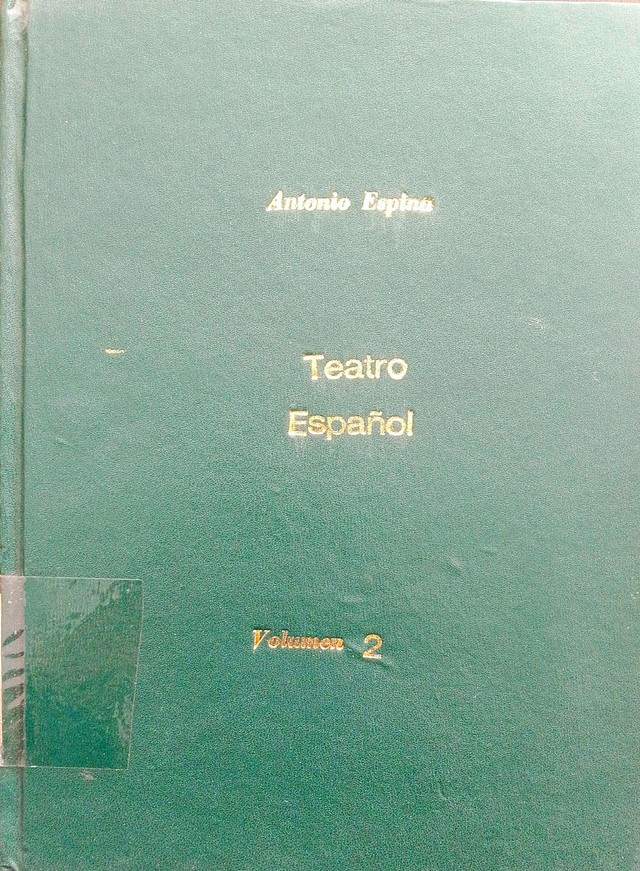 Antonio Espina
Teatro
Español
Volumen 2